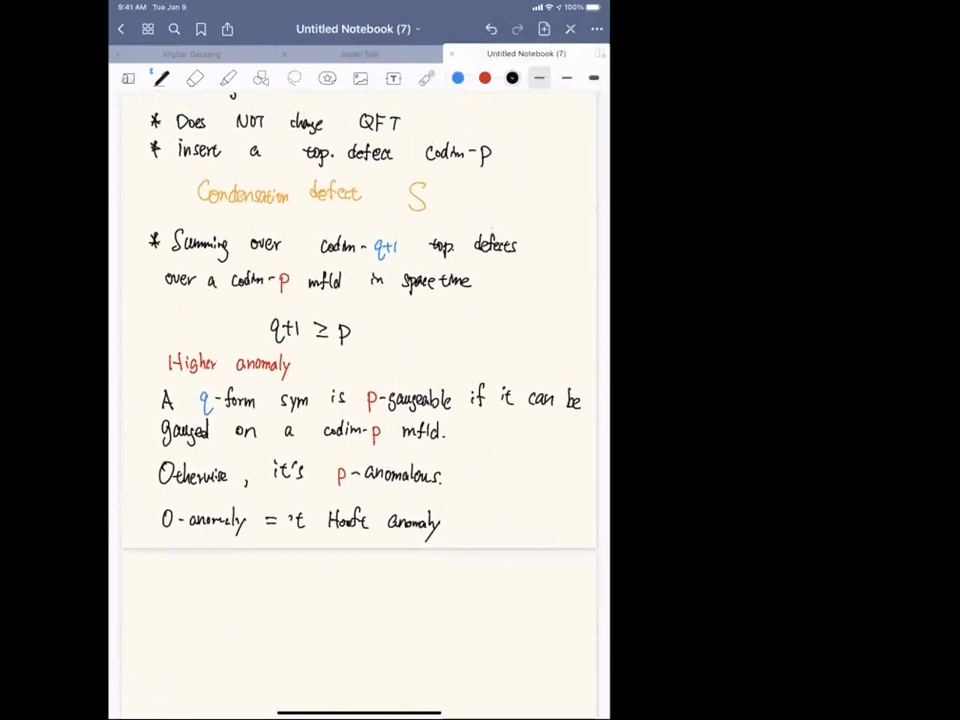 9:41 AM Tue Jan 9
100%
Untitled Notebook (7)
Higher Gauging
Untitled Notebook (7)
* Does NOT change QFT
* insert a top. defect codim-p
Condensation defect S
* Summing over codim-q+1 top. defects
over a codim-p mfld in spacetime
q+1 ≥ p
Higher anomaly
A q-form sym is p-gaugeable if it can be
gauged on a codim-p mfld.
Otherwise, it's p-anomalous.
0-anomaly = 't Hooft anomaly